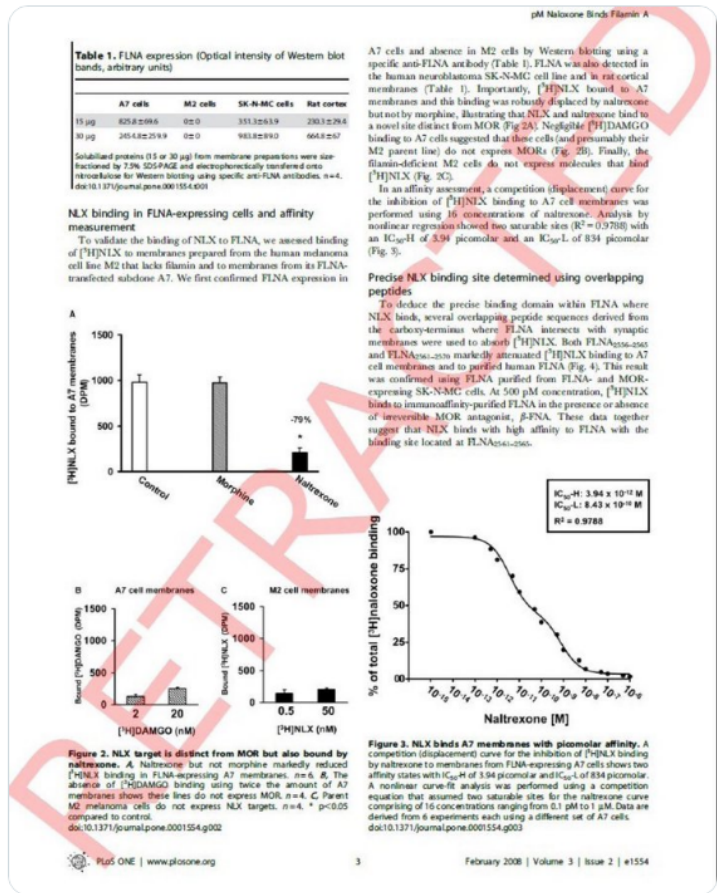 pM Naloxone Binds Filamin A
Table 1. FLNA expression (Optical intensity of Western blot
bands, arbitrary units)
A7 cells M2 cells SK-N-MC cells Rat cortex
15 µg 825.8±69.6 0±0 351.3±63.9 230.3±29.4
30 µg 2454.8±259.9 0±0 983.8±89.0 664.8±67
Solubilized proteins (15 or 30 µg) from membrane preparations were size-
fractionated by 7.5% SDS-PAGE and electrophoretically transferred onto
nitrocellulose for Western blotting using specific anti-FLNA antibodies. n=4.
doi:10.1371/journal.pone.0001554.t001
NLX binding in FLNA-expressing cells and affinity
measurement
To validate the binding of NLX to FLNA, we assessed binding
of [³H]NLX to membranes prepared from the human melanoma
cell line M2 that lacks filamin and to membranes from its FLNA-
transfected subclone A7. We first confirmed FLNA expression in
A7 cells and absence in M2 cells by Western blotting using a
specific anti-FLNA antibody (Table 1). FLNA was also detected in
the human neuroblastoma SK-N-MC cell line and in rat cortical
membranes (Table 1). Importantly, [³H]NLX bound to A7
membranes and this binding was robustly displaced by naltrexone
but not by morphine, illustrating that NLX and naltrexone bind to
a novel site distinct from MOR (Fig 2A). Negligible [³H]DAMGO
binding to A7 cells suggested that these cells (and presumably their
M2 parent line) do not express MORs (Fig. 2B). Finally, the
filamin-deficient M2 cells do not express molecules that bind
[³H]NLX (Fig. 2C).
In an affinity assessment, a competition (displacement) curve for
the inhibition of [³H]NLX binding to A7 cell membranes was
performed using 16 concentrations of naltrexone. Analysis by
nonlinear regression showed two saturable sites (R²=0.9788) with
an IC₅₀-H of 3.94 picomolar and an IC₅₀-L of 834 picomolar
(Fig. 3).
Precise NLX binding site determined using overlapping
peptides
To deduce the precise binding domain within FLNA where
NLX binds, several overlapping peptide sequences derived from
the carboxy-terminus where FLNA intersects with synaptic
membranes were used to absorb [³H]NLX. Both FLNA₂₅₅₆₋₂₅₆₅
and FLNA₂₅₆₁₋₂₅₇₀ markedly attenuated [³H]NLX binding to A7
cell membranes and to purified human FLNA (Fig. 4). This result
was confirmed using FLNA purified from FLNA- and MOR-
expressing SK-N-MC cells. At 500 pM concentration, [³H]NLX
binds to immunoaffinity-purified FLNA in the presence or absence
of irreversible MOR antagonist, β-FNA. These data together
suggest that NLX binds with high affinity to FLNA with the
binding site located at FLNA₂₅₆₁₋₂₅₆₅.
A
[³H]NLX bound to A7 membranes
(DPM)
1500
1000
500
0
-79%
*
Control Morphine Naltrexone
B A7 cell membranes
Bound [³H]DAMGO (DPM)
1500
1000
500
0
2 20
[³H]DAMGO (nM)
C M2 cell membranes
Bound [³H]NLX (DPM)
1500
1000
500
0
0.5 50
[³H]NLX (nM)
Figure 2. NLX target is distinct from MOR but also bound by
naltrexone. A, Naltrexone but not morphine markedly reduced
[³H]NLX binding in FLNA-expressing A7 membranes. n=6. B, The
absence of [³H]DAMGO binding using twice the amount of A7
membranes shows these lines do not express MOR. n=4. C, Parent
M2 melanoma cells do not express NLX targets. n=4. * p<0.05
compared to control.
doi:10.1371/journal.pone.0001554.g002
IC₅₀-H: 3.94 x 10⁻¹² M
IC₅₀-L: 8.43 x 10⁻¹⁰ M
R² = 0.9788
% of total [³H]naloxone binding
100
75
50
25
00
10⁻¹⁵ 10⁻¹⁴ 10⁻¹³ 10⁻¹² 10⁻¹¹ 10⁻¹⁰ 10⁻⁹ 10⁻⁸ 10⁻⁷ 10⁻⁶
Naltrexone [M]
Figure 3. NLX binds A7 membranes with picomolar affinity. A
competition (displacement) curve for the inhibition of [³H]NLX binding
by naltrexone to membranes from FLNA-expressing A7 cells shows two
affinity states with IC₅₀-H of 3.94 picomolar and IC₅₀-L of 834 picomolar.
A nonlinear curve-fit analysis was performed using a competition
equation that assumed two saturable sites for the naltrexone curve
comprising of 16 concentrations ranging from 0.1 pM to 1 µM. Data are
derived from 6 experiments each using a different set of A7 cells.
doi:10.1371/journal.pone.0001554.g003
RETRACTED
PLoS ONE | www.plosone.org
3
February 2008 | Volume 3 | Issue 2 | e1554